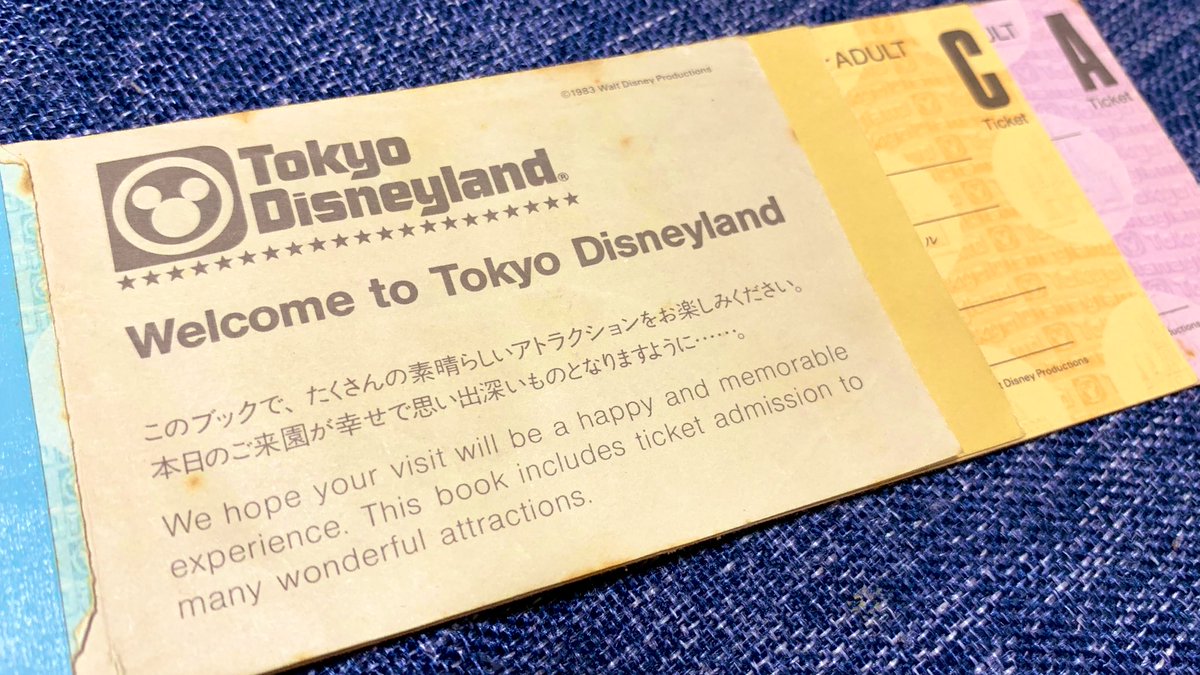 ©1983 Walt Disney Productions
Tokyo
Disneyland®
Welcome to Tokyo Disneyland
このブックで、たくさんの素晴らしいアトラクションをお楽しみください。
本日のご来園が幸せで思い出深いものとなりますように……。
We hope your visit will be a happy and memorable
experience. This book includes ticket admission to
many wonderful attractions.
ADULT
C
Ticket
ル
Disney Productions
ULT
A
Ticket